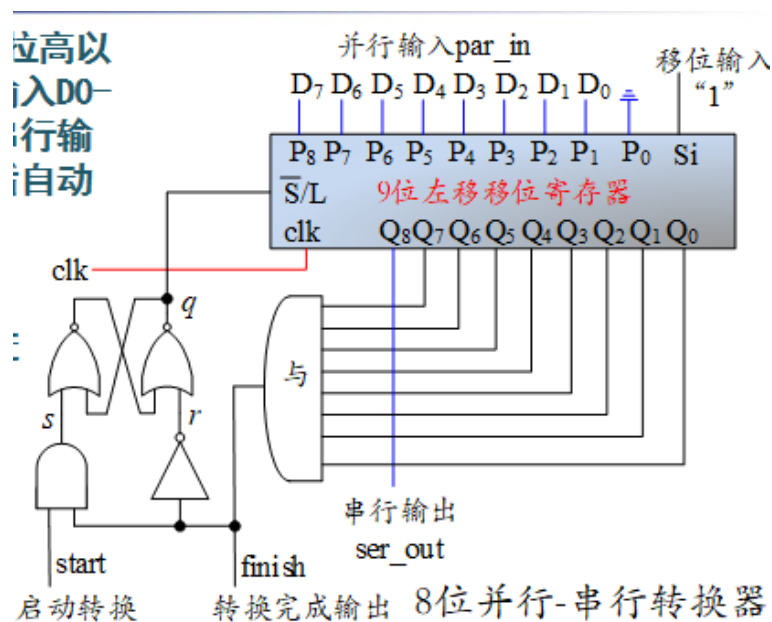 位高以
入D0—
行输
自动
并行输入par_in
移位输入
“1”
D7 D6 D5 D4 D3 D2 D1 D0
P8 P7 P6 P5 P4 P3 P2 P1 P0 Si
S̅/L 9位左移移位寄存器
clk Q8 Q7 Q6 Q5 Q4 Q3 Q2 Q1 Q0
clk
q
与
s
r
串行输出
ser_out
start
finish
启动转换
转换完成输出
8位并行-串行转换器